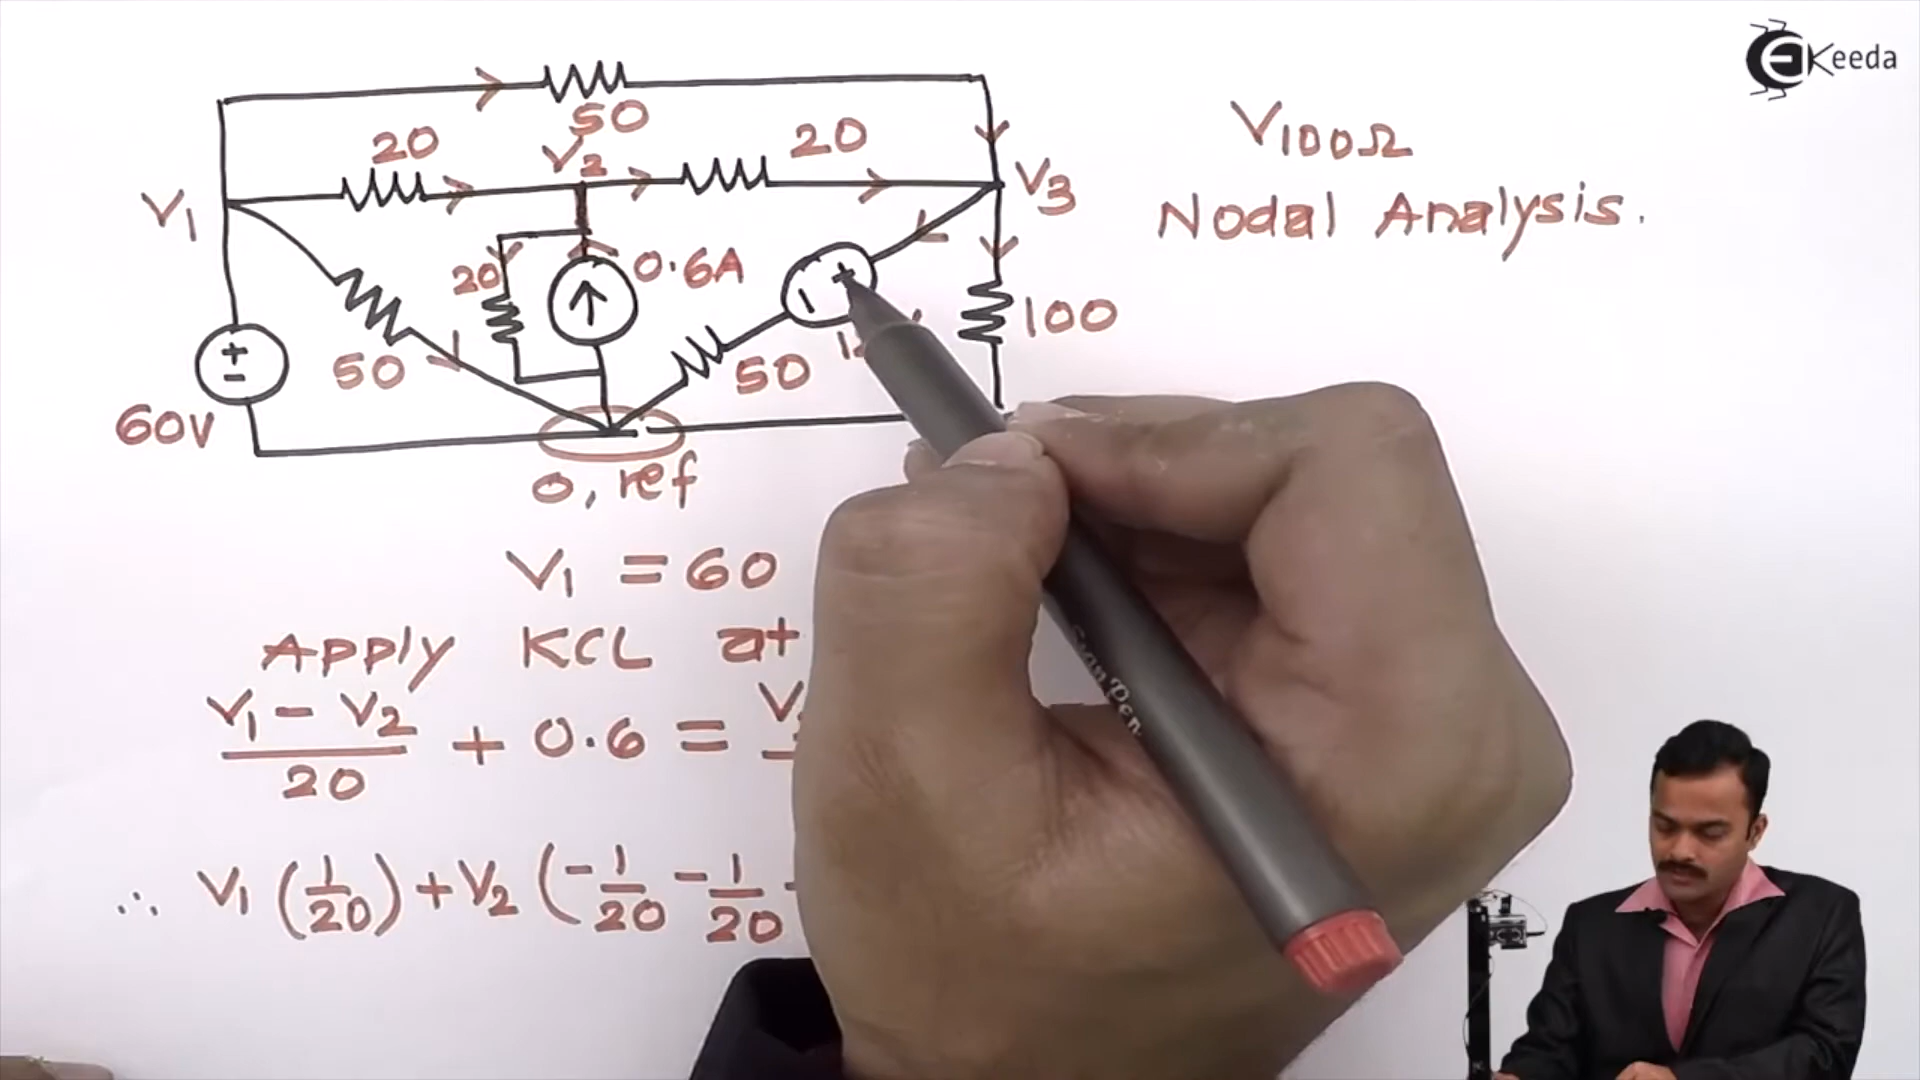 Keeda
50
20
V2
20
V1
V3
V100Ω
Nodal Analysis.
20
0.6A
+
-
100
+
-
50
50
60V
0, ref
V1 = 60
Apply KCL at
V1 - V2 / 20 + 0.6 =
∴ V1 (1/20) + V2 (-1/20 - 1/20